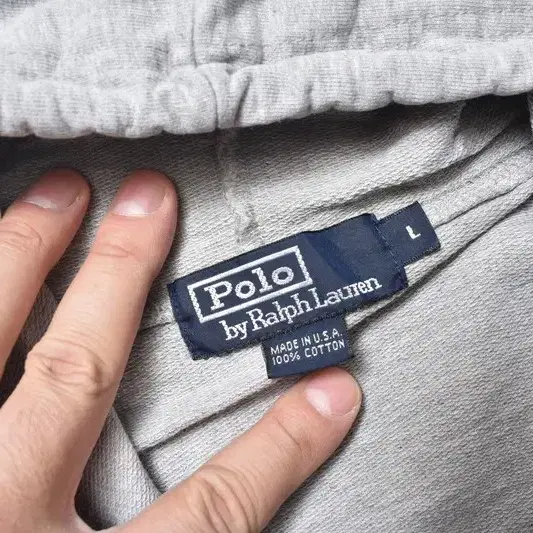 Polo
by Ralph Lauren
L
MADE IN U.S.A.
100% COTTON